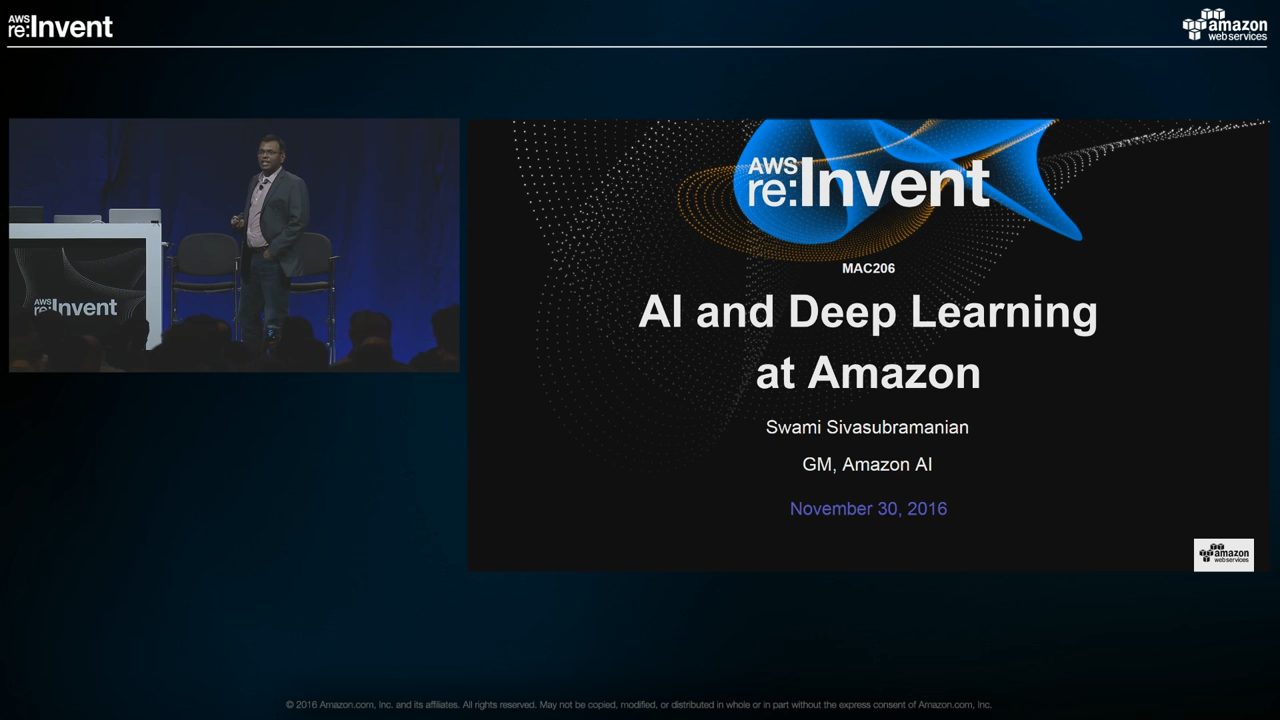 AWS
re:Invent
amazon
web services
AWS
re:Invent
AWS
re:Invent
MAC206
AI and Deep Learning
at Amazon
Swami Sivasubramanian
GM, Amazon AI
November 30, 2016
amazon
web services
© 2016 Amazon.com, Inc. and its affiliates. All rights reserved. May not be copied, modified, or distributed in whole or in part without the express consent of Amazon.com, Inc.